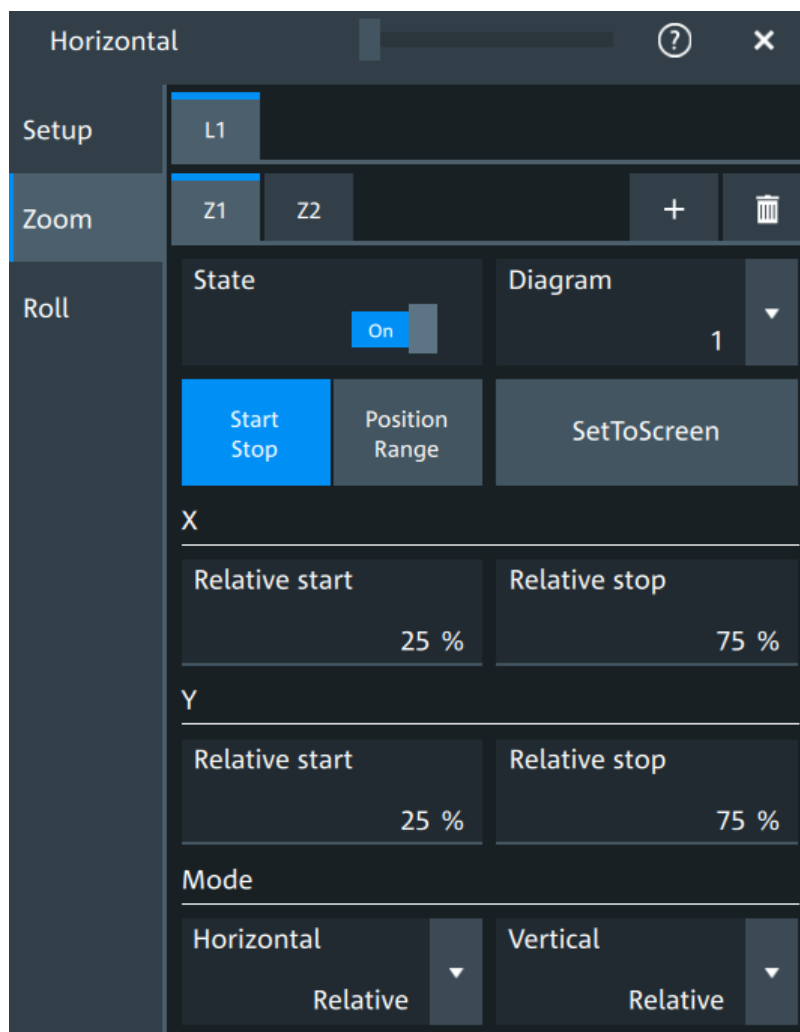 Horizontal ?
Setup L1
Zoom Z1 Z2 +
Roll State Diagram
On 1
Start Stop Position Range SetToScreen
X
Relative start Relative stop
25 % 75 %
Y
Relative start Relative stop
25 % 75 %
Mode
Horizontal Vertical
Relative Relative